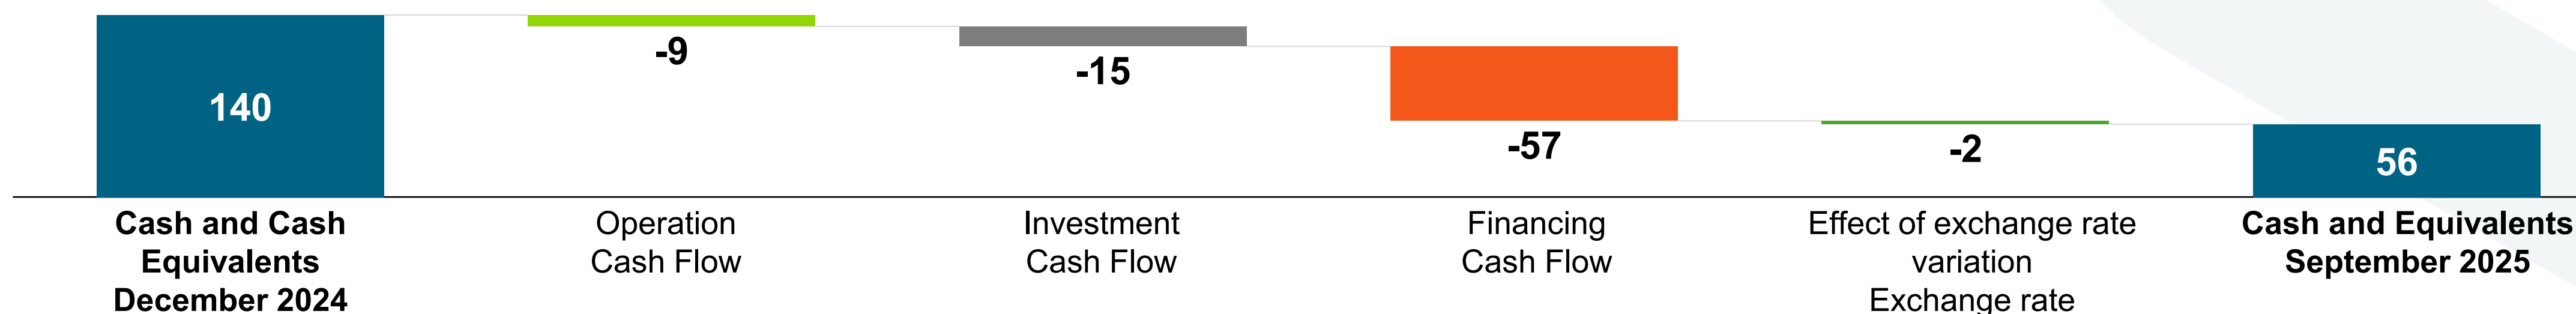 140
-9
-15
-57
-2
56
Cash and Cash
Equivalents
December 2024
Operation
Cash Flow
Investment
Cash Flow
Financing
Cash Flow
Effect of exchange rate
variation
Exchange rate
Cash and Equivalents
September 2025